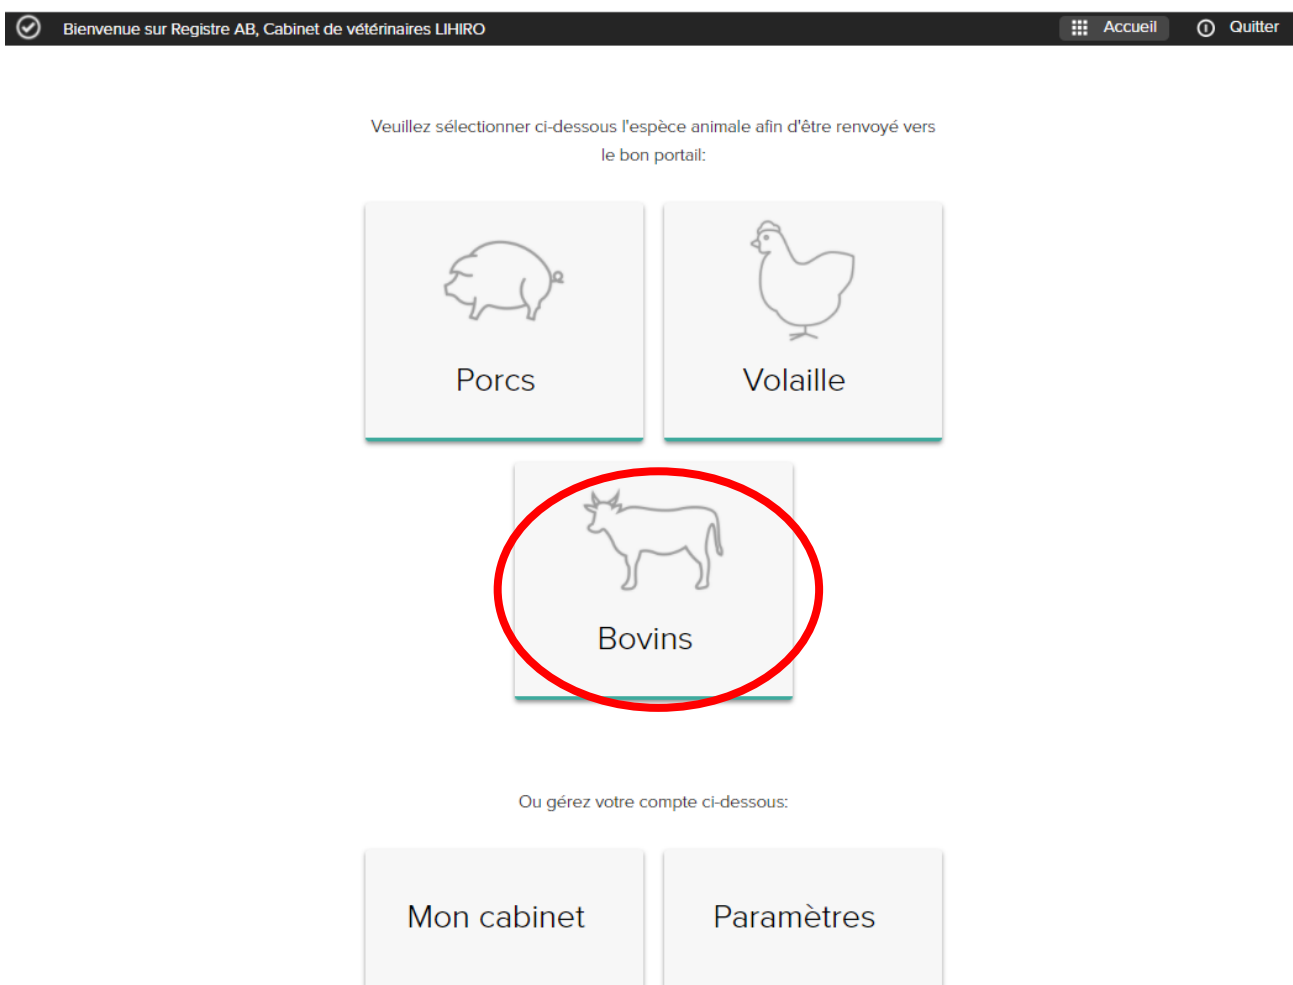 Bienvenue sur Registre AB, Cabinet de vétérinaires LIHIRO
Accueil
Quitter
Veuillez sélectionner ci-dessous l'espèce animale afin d'être renvoyé vers
le bon portail:
Porcs
Volaille
Bovins
Ou gérez votre compte ci-dessous:
Mon cabinet
Paramètres